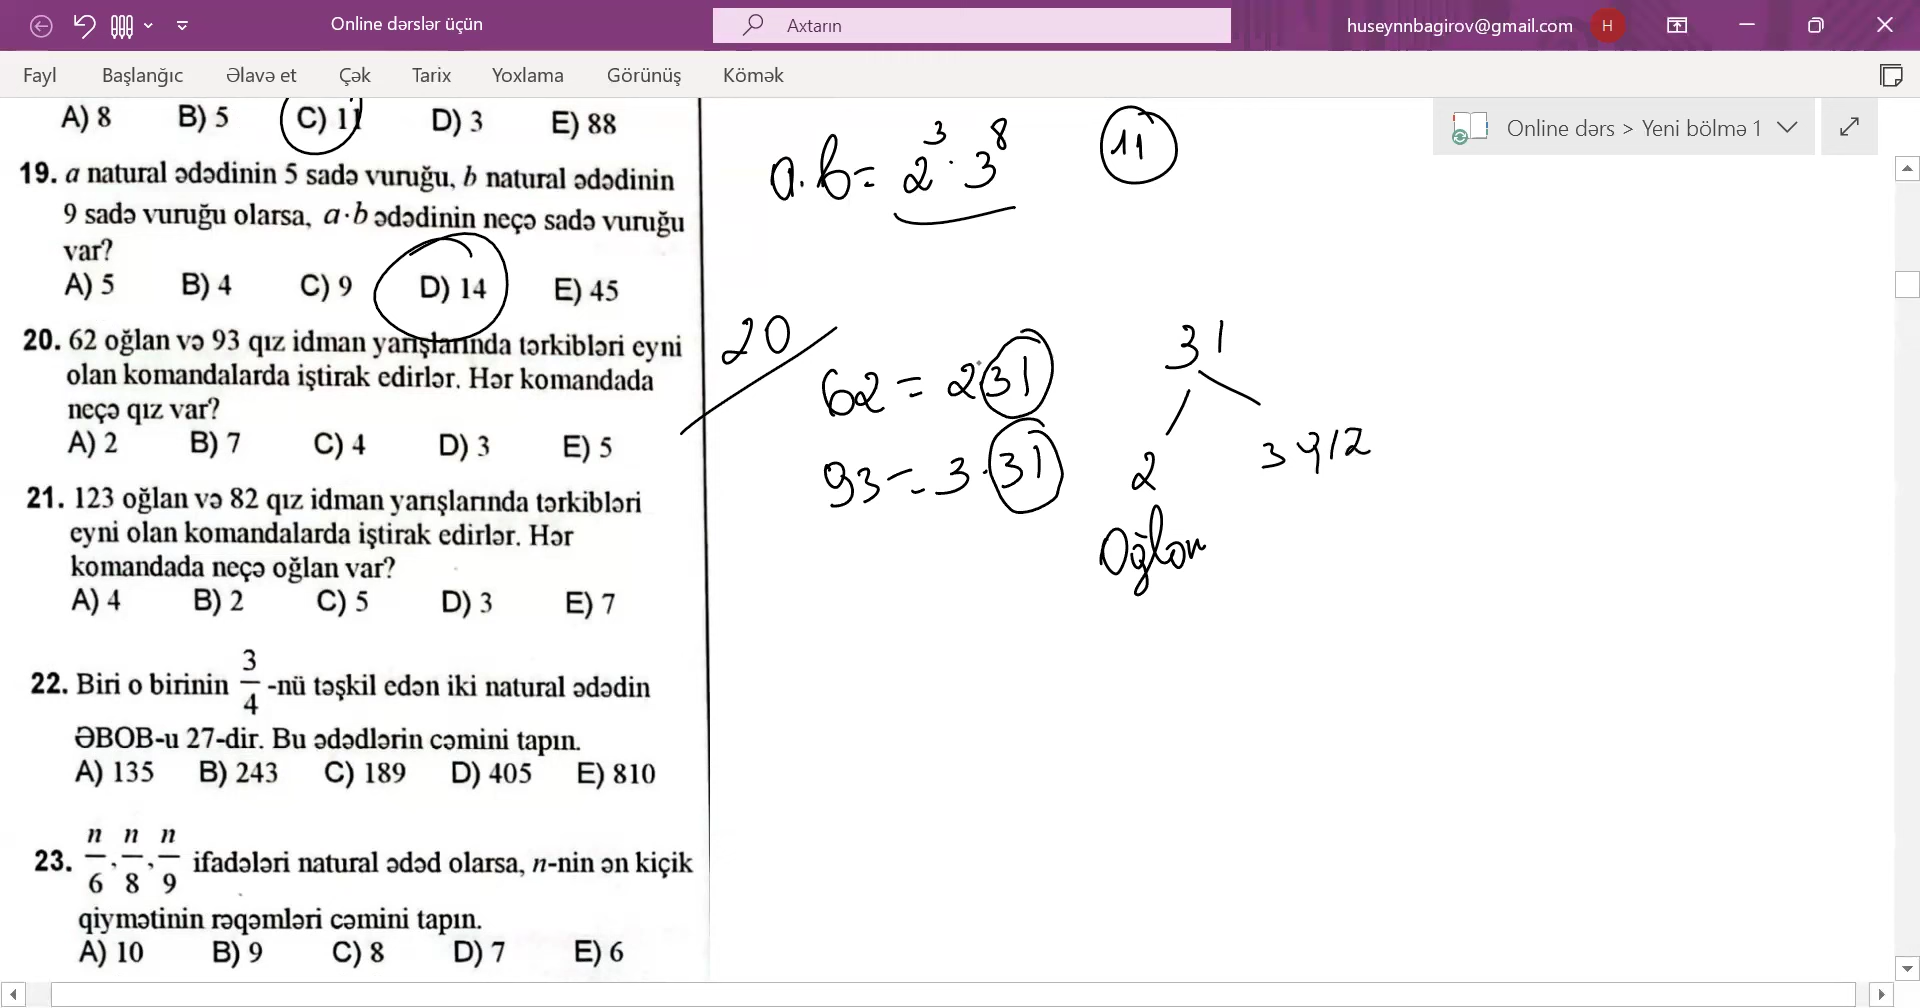 Online dərslər üçün
Axtarın
huseynnbagirov@gmail.com
H
Fayl Başlanğıc Əlavə et Çək Tarix Yoxlama Görünüş Kömək
Online dərs > Yeni bölmə 1
A) 8 B) 5 C) 11 D) 3 E) 88
19. a natural ədədinin 5 sadə vuruğu, b natural ədədinin
9 sadə vuruğu olarsa, a·b ədədinin neçə sadə vuruğu
var?
A) 5 B) 4 C) 9 D) 14 E) 45
20. 62 oğlan və 93 qız idman yarışlarında tərkibləri eyni
olan komandalarda iştirak edirlər. Hər komandada
neçə qız var?
A) 2 B) 7 C) 4 D) 3 E) 5
21. 123 oğlan və 82 qız idman yarışlarında tərkibləri
eyni olan komandalarda iştirak edirlər. Hər
komandada neçə oğlan var?
A) 4 B) 2 C) 5 D) 3 E) 7
22. Biri o birinin 3/4 -nü təşkil edən iki natural ədədin
ƏBOB-u 27-dir. Bu ədədlərin cəmini tapın.
A) 135 B) 243 C) 189 D) 405 E) 810
23. n/6, n/8, n/9 ifadələri natural ədəd olarsa, n-nin ən kiçik
qiymətinin rəqəmləri cəmini tapın.
A) 10 B) 9 C) 8 D) 7 E) 6
a·b = 2³·3⁸ 11
20
62 = 2·31
93 = 3·31
31
2 3 qız
Oğlan